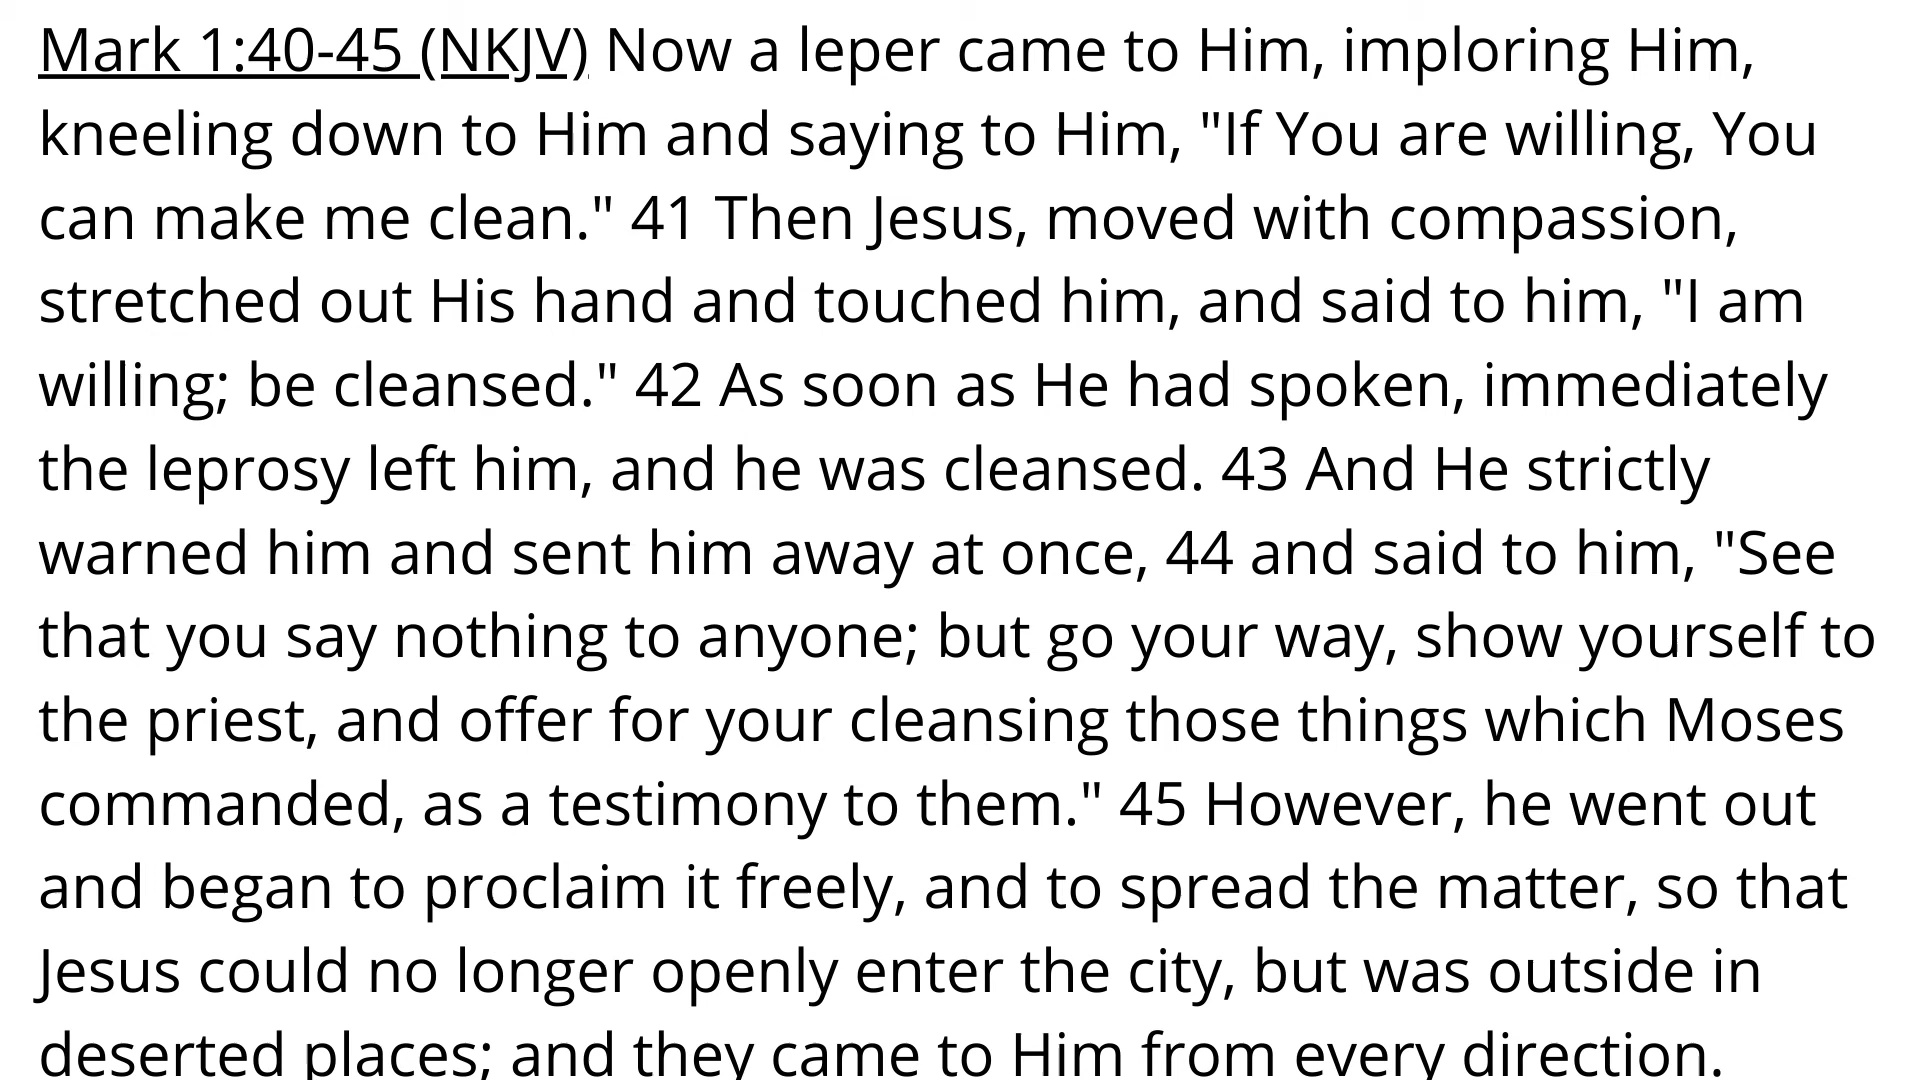 Mark 1:40-45 (NKJV) Now a leper came to Him, imploring Him,
kneeling down to Him and saying to Him, "If You are willing, You
can make me clean." 41 Then Jesus, moved with compassion,
stretched out His hand and touched him, and said to him, "I am
willing; be cleansed." 42 As soon as He had spoken, immediately
the leprosy left him, and he was cleansed. 43 And He strictly
warned him and sent him away at once, 44 and said to him, "See
that you say nothing to anyone; but go your way, show yourself to
the priest, and offer for your cleansing those things which Moses
commanded, as a testimony to them." 45 However, he went out
and began to proclaim it freely, and to spread the matter, so that
Jesus could no longer openly enter the city, but was outside in
deserted places; and they came to Him from every direction.